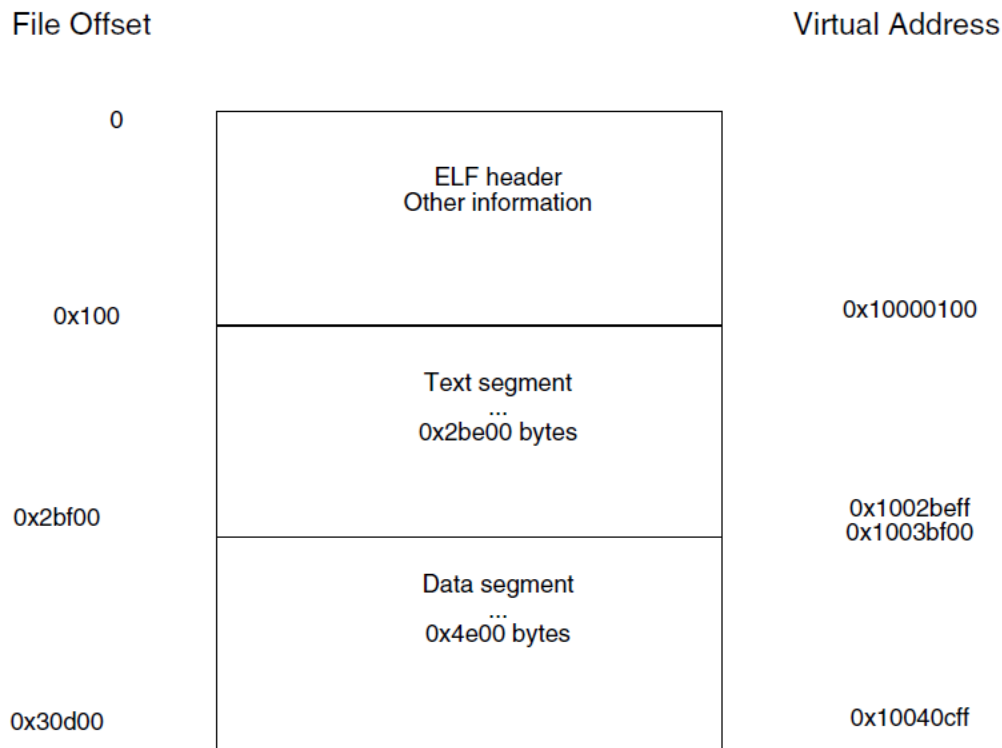 File Offset
Virtual Address
0
ELF header
Other information
0x100
0x10000100
Text segment
...
0x2be00 bytes
0x2bf00
0x1002beff
0x1003bf00
Data segment
...
0x4e00 bytes
0x30d00
0x10040cff